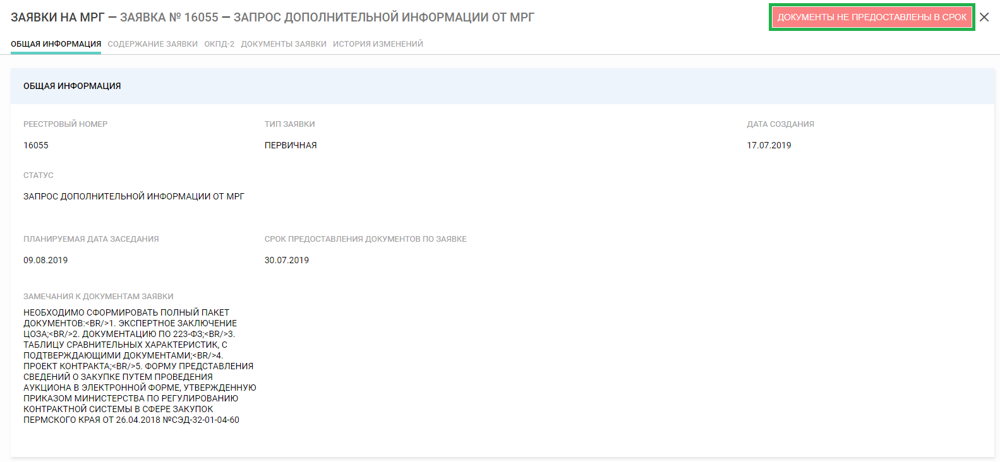 ЗАЯВКИ НА МРГ — ЗАЯВКА № 16055 — ЗАПРОС ДОПОЛНИТЕЛЬНОЙ ИНФОРМАЦИИ ОТ МРГ
ДОКУМЕНТЫ НЕ ПРЕДОСТАВЛЕНЫ В СРОК
ОБЩАЯ ИНФОРМАЦИЯ СОДЕРЖАНИЕ ЗАЯВКИ ОКПД-2 ДОКУМЕНТЫ ЗАЯВКИ ИСТОРИЯ ИЗМЕНЕНИЙ
ОБЩАЯ ИНФОРМАЦИЯ
РЕЕСТРОВЫЙ НОМЕР ТИП ЗАЯВКИ ДАТА СОЗДАНИЯ
16055 ПЕРВИЧНАЯ 17.07.2019
СТАТУС
ЗАПРОС ДОПОЛНИТЕЛЬНОЙ ИНФОРМАЦИИ ОТ МРГ
ПЛАНИРУЕМАЯ ДАТА ЗАСЕДАНИЯ СРОК ПРЕДОСТАВЛЕНИЯ ДОКУМЕНТОВ ПО ЗАЯВКЕ
09.08.2019 30.07.2019
ЗАМЕЧАНИЯ К ДОКУМЕНТАМ ЗАЯВКИ
НЕОБХОДИМО СФОРМИРОВАТЬ ПОЛНЫЙ ПАКЕТ
ДОКУМЕНТОВ:<BR/>1. ЭКСПЕРТНОЕ ЗАКЛЮЧЕНИЕ
ЦОЗА;<BR/>2. ДОКУМЕНТАЦИЮ ПО 223-ФЗ;<BR/>3.
ТАБЛИЦУ СРАВНИТЕЛЬНЫХ ХАРАКТЕРИСТИК, С
ПОДТВЕРЖДАЮЩИМИ ДОКУМЕНТАМИ;<BR/>4.
ПРОЕКТ КОНТРАКТА;<BR/>5. ФОРМУ ПРЕДСТАВЛЕНИЯ
СВЕДЕНИЙ О ЗАКУПКЕ ПУТЕМ ПРОВЕДЕНИЯ
АУКЦИОНА В ЭЛЕКТРОННОЙ ФОРМЕ, УТВЕРЖДЕННУЮ
ПРИКАЗОМ МИНИСТЕРСТВА ПО РЕГУЛИРОВАНИЮ
КОНТРАКТНОЙ СИСТЕМЫ В СФЕРЕ ЗАКУПОК
ПЕРМСКОГО КРАЯ ОТ 26.04.2018 №СЭД-32-01-04-60